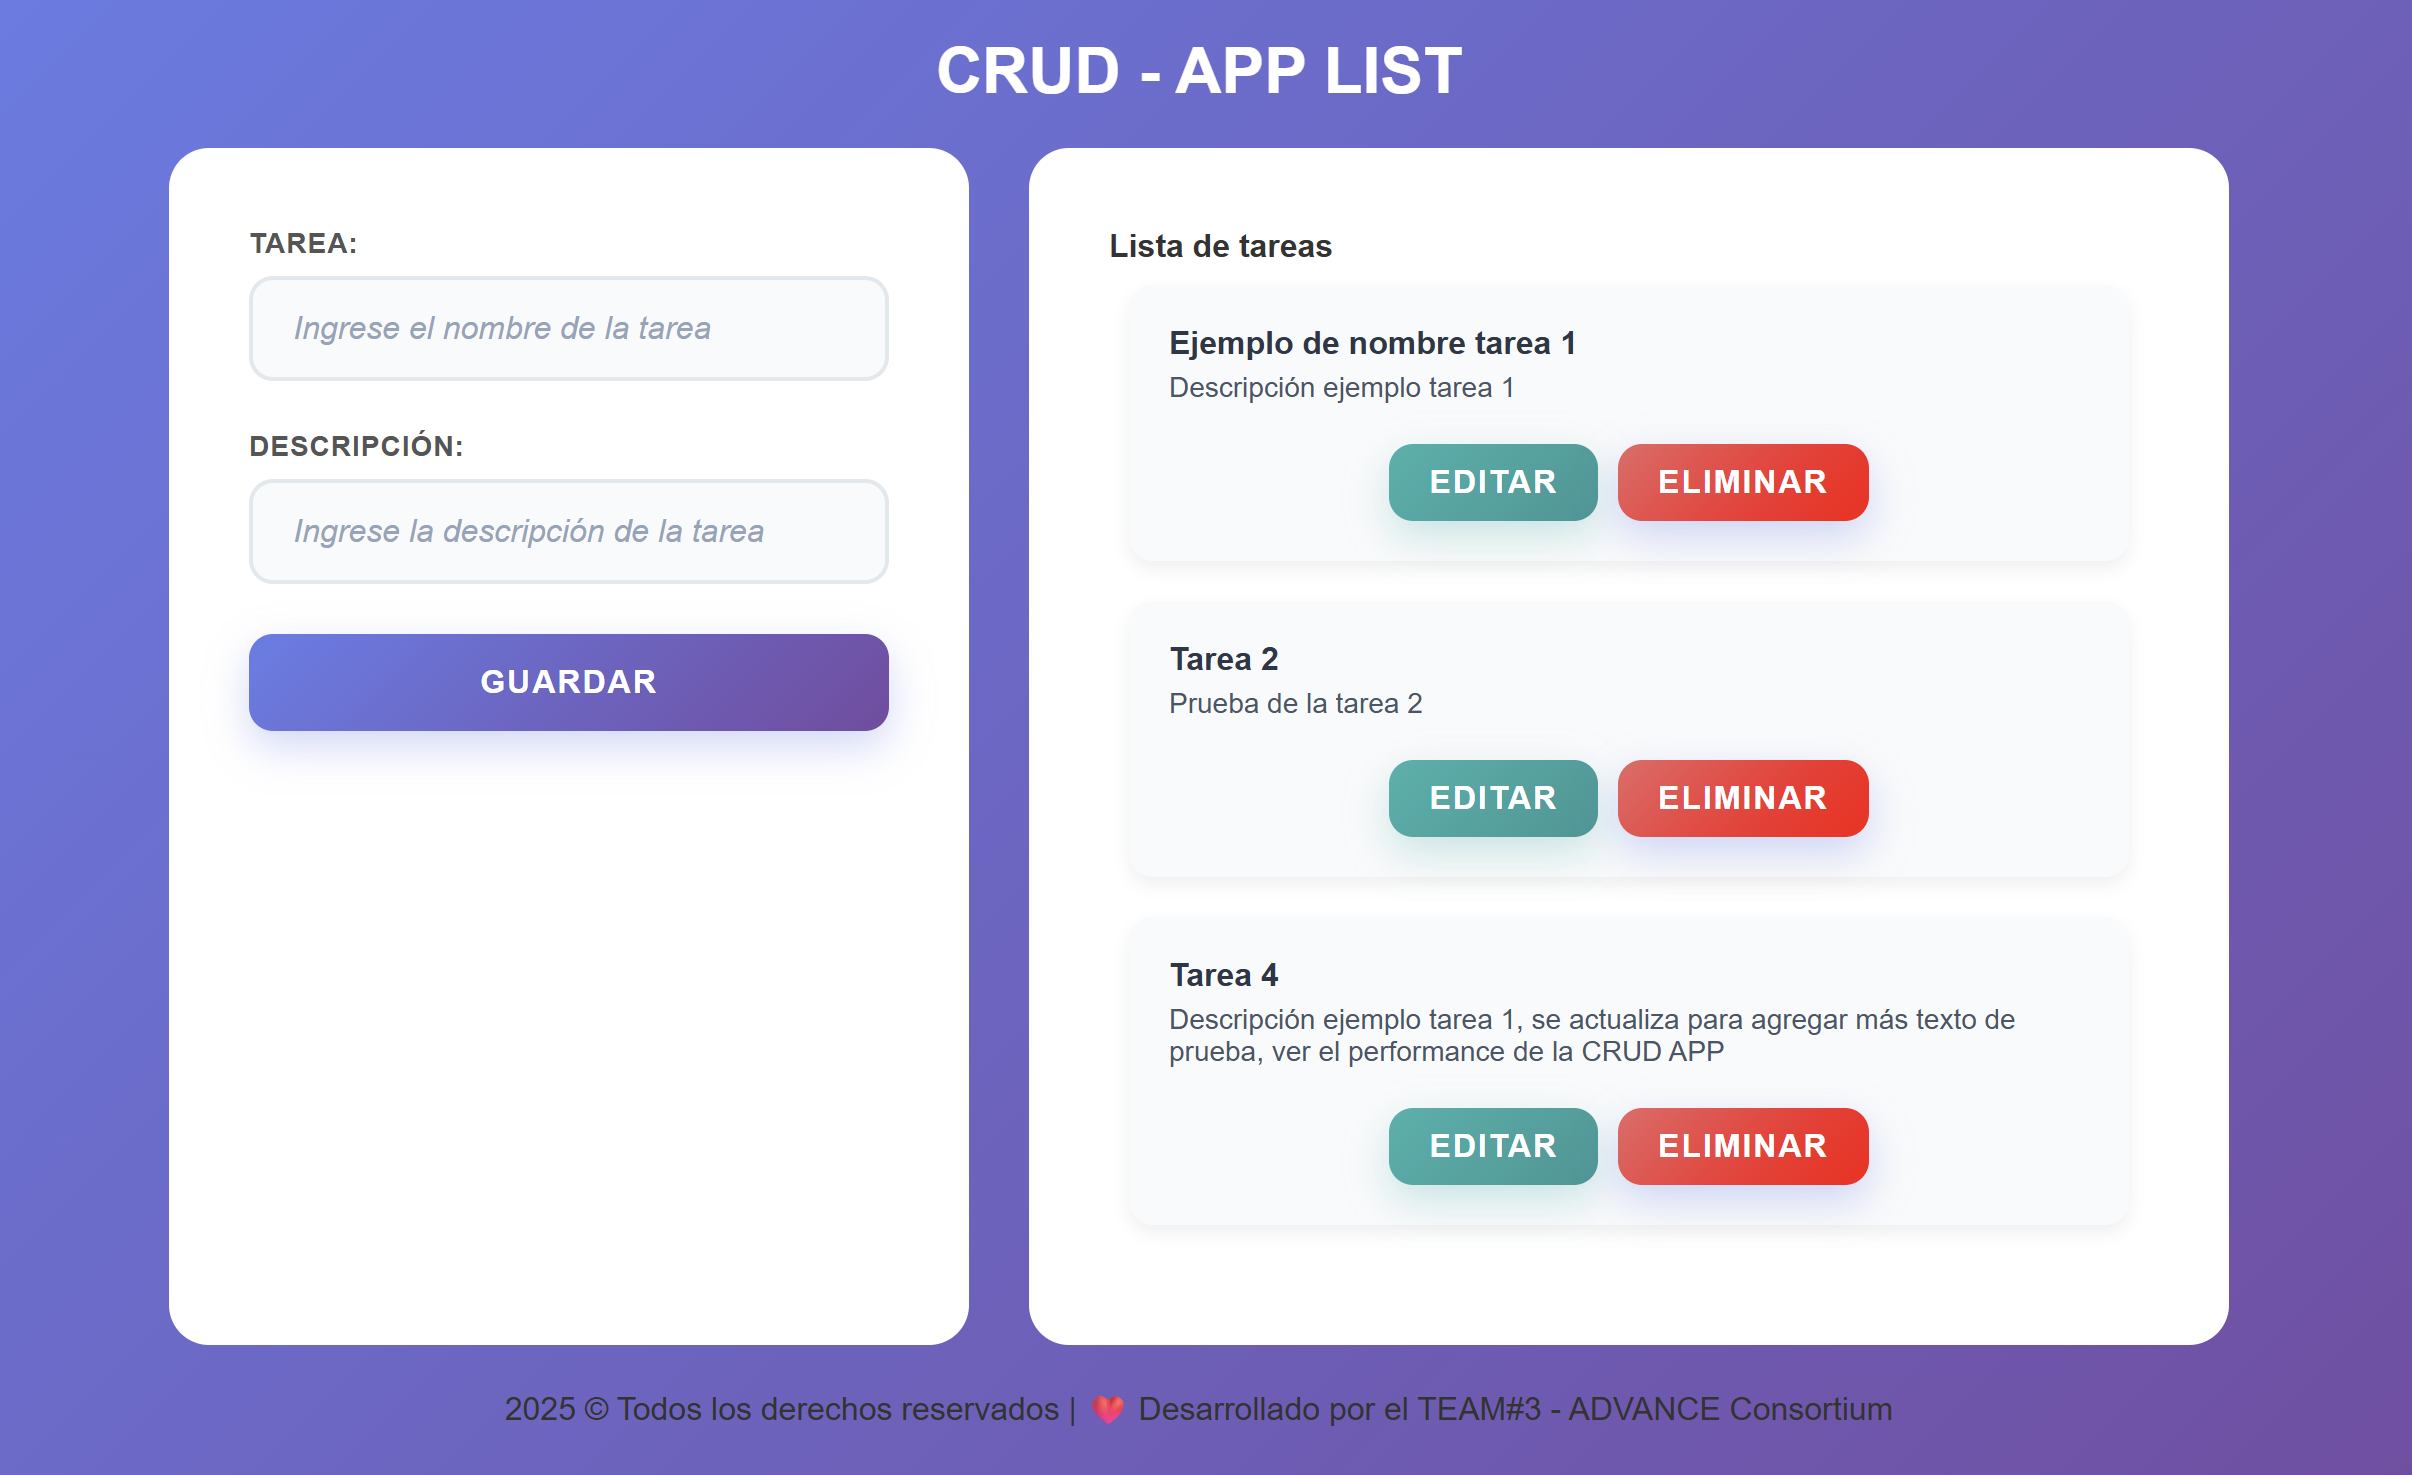 CRUD - APP LIST
TAREA:
Ingrese el nombre de la tarea
DESCRIPCIÓN:
Ingrese la descripción de la tarea
GUARDAR
Lista de tareas
Ejemplo de nombre tarea 1
Descripción ejemplo tarea 1
EDITAR ELIMINAR
Tarea 2
Prueba de la tarea 2
EDITAR ELIMINAR
Tarea 4
Descripción ejemplo tarea 1, se actualiza para agregar más texto de
prueba, ver el performance de la CRUD APP
EDITAR ELIMINAR
2025 © Todos los derechos reservados | 💗 Desarrollado por el TEAM#3 - ADVANCE Consortium